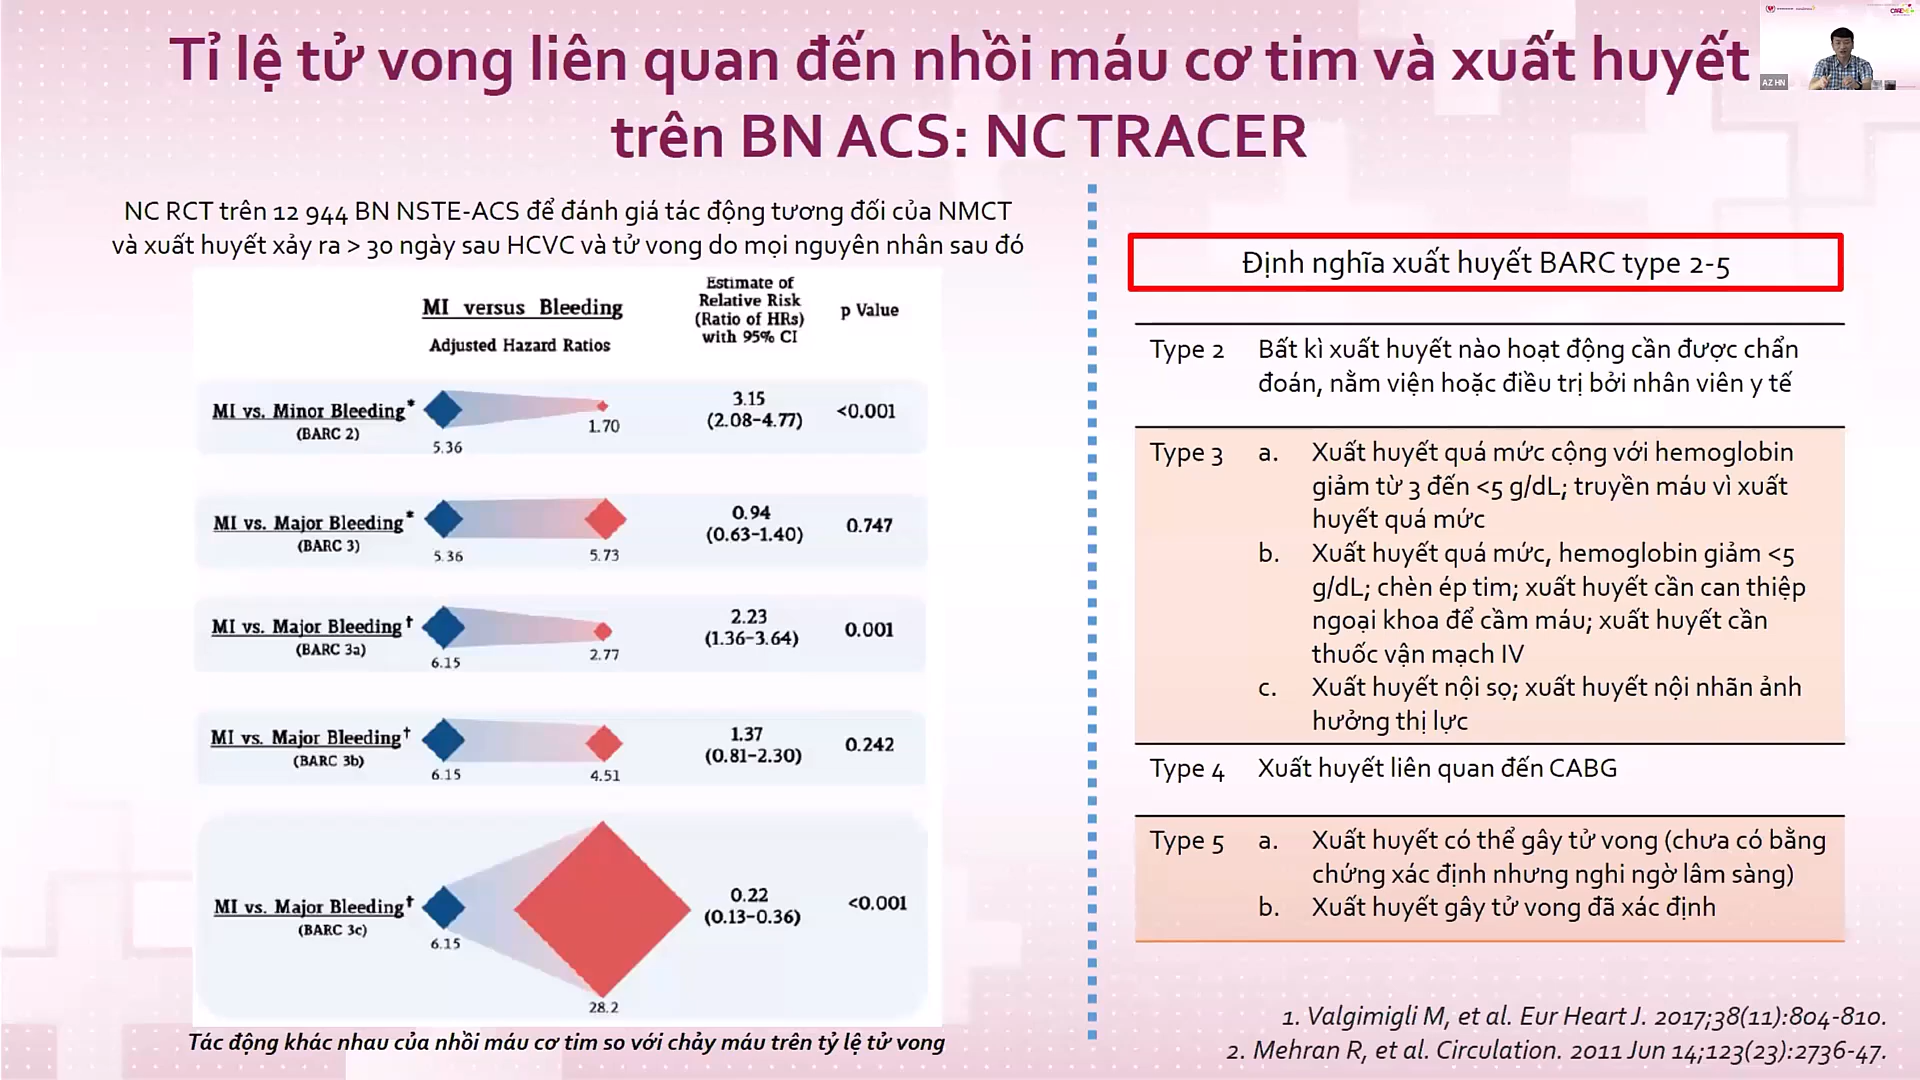 Tỉ lệ tử vong liên quan đến nhồi máu cơ tim và xuất huyết
trên BN ACS: NC TRACER
AZ HN
NC RCT trên 12 944 BN NSTE-ACS để đánh giá tác động tương đối của NMCT
và xuất huyết xảy ra > 30 ngày sau HCVC và tử vong do mọi nguyên nhân sau đó
MI versus Bleeding
Adjusted Hazard Ratios
Estimate of
Relative Risk
(Ratio of HRs)
with 95% CI
p Value
MI vs. Minor Bleeding*
(BARC 2)
5.36
1.70
3.15
(2.08-4.77)
<0.001
MI vs. Major Bleeding*
(BARC 3)
5.36
5.73
0.94
(0.63-1.40)
0.747
MI vs. Major Bleeding†
(BARC 3a)
6.15
2.77
2.23
(1.36-3.64)
0.001
MI vs. Major Bleeding†
(BARC 3b)
6.15
4.51
1.37
(0.81-2.30)
0.242
MI vs. Major Bleeding†
(BARC 3c)
6.15
28.2
0.22
(0.13-0.36)
<0.001
Tác động khác nhau của nhồi máu cơ tim so với chảy máu trên tỷ lệ tử vong
Định nghĩa xuất huyết BARC type 2-5
Type 2 Bất kì xuất huyết nào hoạt động cần được chẩn
đoán, nằm viện hoặc điều trị bởi nhân viên y tế
Type 3 a. Xuất huyết quá mức cộng với hemoglobin
giảm từ 3 đến <5 g/dL; truyền máu vì xuất
huyết quá mức
b. Xuất huyết quá mức, hemoglobin giảm <5
g/dL; chèn ép tim; xuất huyết cần can thiệp
ngoại khoa để cầm máu; xuất huyết cần
thuốc vận mạch IV
c. Xuất huyết nội sọ; xuất huyết nội nhãn ảnh
hưởng thị lực
Type 4 Xuất huyết liên quan đến CABG
Type 5 a. Xuất huyết có thể gây tử vong (chưa có bằng
chứng xác định nhưng nghi ngờ lâm sàng)
b. Xuất huyết gây tử vong đã xác định
1. Valgimigli M, et al. Eur Heart J. 2017;38(11):804-810.
2. Mehran R, et al. Circulation. 2011 Jun 14;123(23):2736-47.